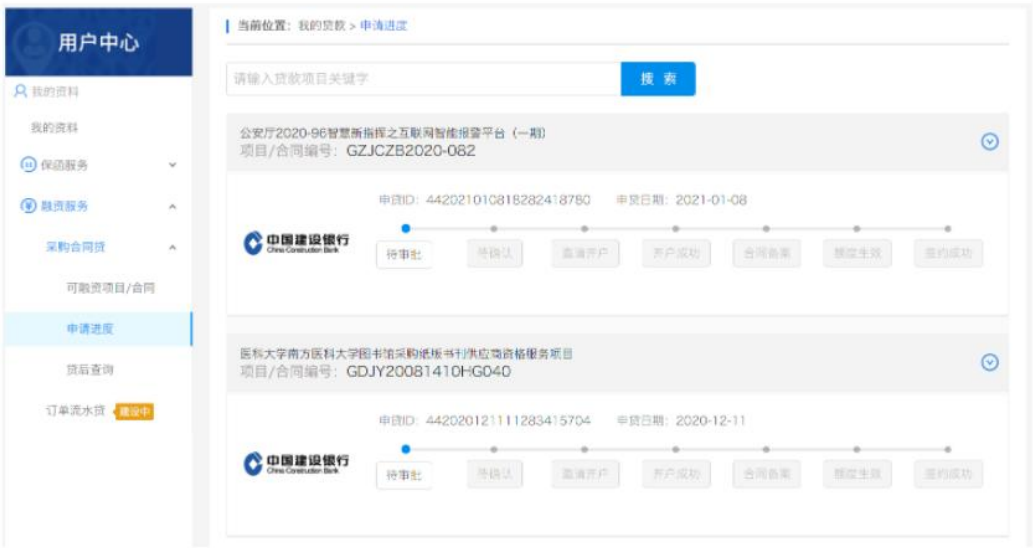 用户中心
我的资料
我的资料
保函服务
融资服务
采购合同贷
可融资项目/合同
申请进度
贷后查询
订单流水贷 建设中
当前位置：我的贷款 > 申请进度
请输入贷款项目关键字
搜 索
公安厅2020-96智慧新指挥之互联网智能报警平台（一期）
项目/合同编号：GZJCZB2020-082
申贷ID：442021010818282418780 申贷日期：2021-01-08
中国建设银行
China Construction Bank
待审批 待确认 邀请开户 开户成功 合同备案 额度生效 签约成功
医科大学南方医科大学图书馆采购纸版书刊供应商资格服务项目
项目/合同编号：GDJY20081410HG040
申贷ID：4420201211111283415704 申贷日期：2020-12-11
中国建设银行
China Construction Bank
待审批 待确认 邀请开户 开户成功 合同备案 额度生效 签约成功